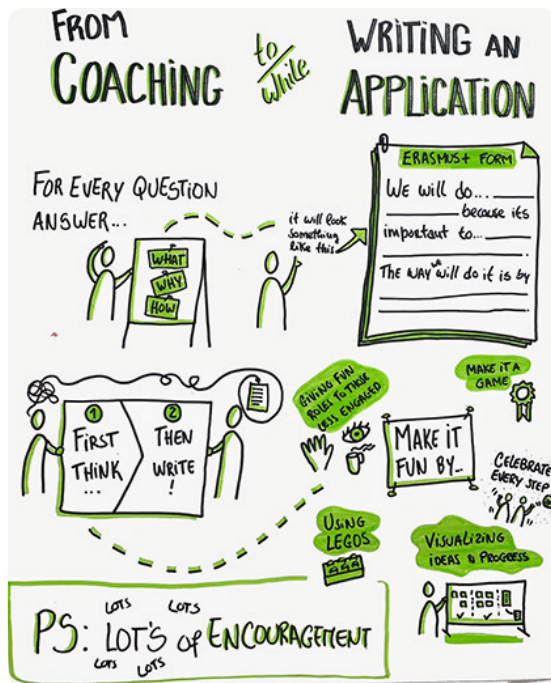 FROM
COACHING
to
while
WRITING AN
APPLICATION
FOR EVERY QUESTION
ANSWER...
WHAT
WHY
HOW
it will look
something
like this
ERASMUS+ FORM
WE will do...
because its
important to...
THE WAY we will do it is by
1
FIRST
THINK
...
2
THEN
WRITE
!
GIVING FUN
ROLES TO THOSE
LESS ENGAGED
MAKE IT A
GAME
MAKE IT
FUN BY...
CELEBRATE
EVERY STEP
USING
LEGOS
VISUALIZING
IDEAS & PROGRESS
PS: LOT'S of ENCOURAGEMENT
LOTS
LOTS
LOTS
LOTS